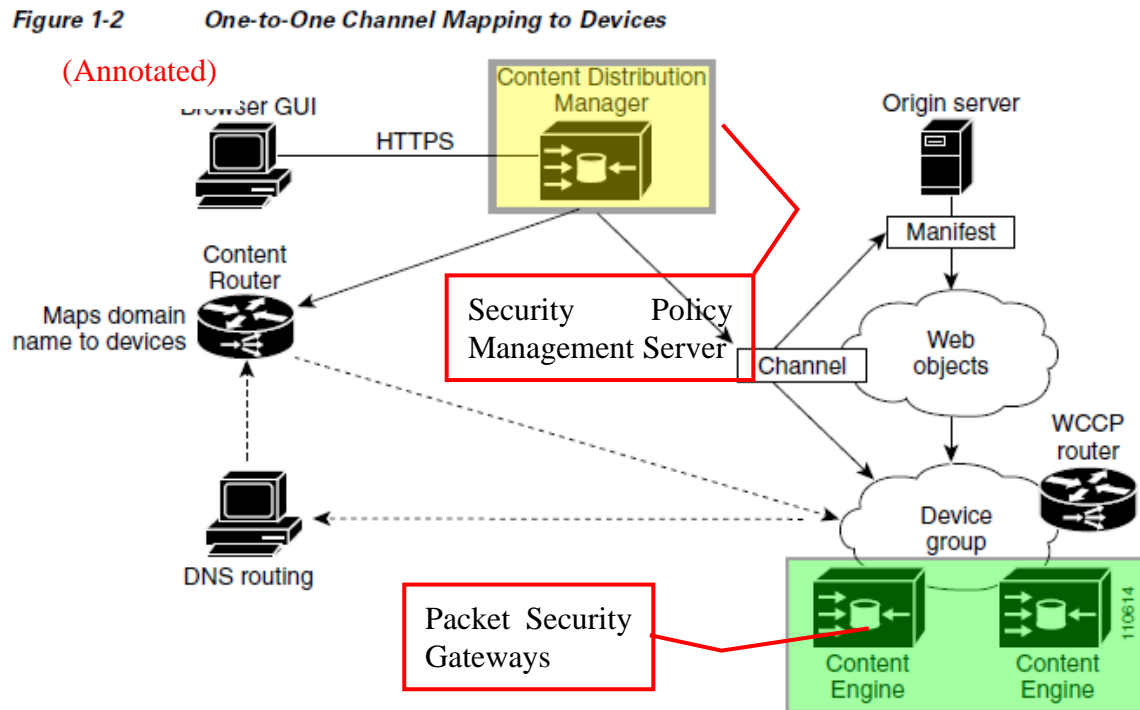 Figure 1-2 One-to-One Channel Mapping to Devices
(Annotated)
Browser GUI
HTTPS
Content Distribution
Manager
Origin server
Manifest
Content
Router
Maps domain
name to devices
Security Policy
Management Server
Channel
Web
objects
WCCP
router
Device
group
DNS routing
Packet Security
Gateways
Content
Engine
Content
Engine
110614